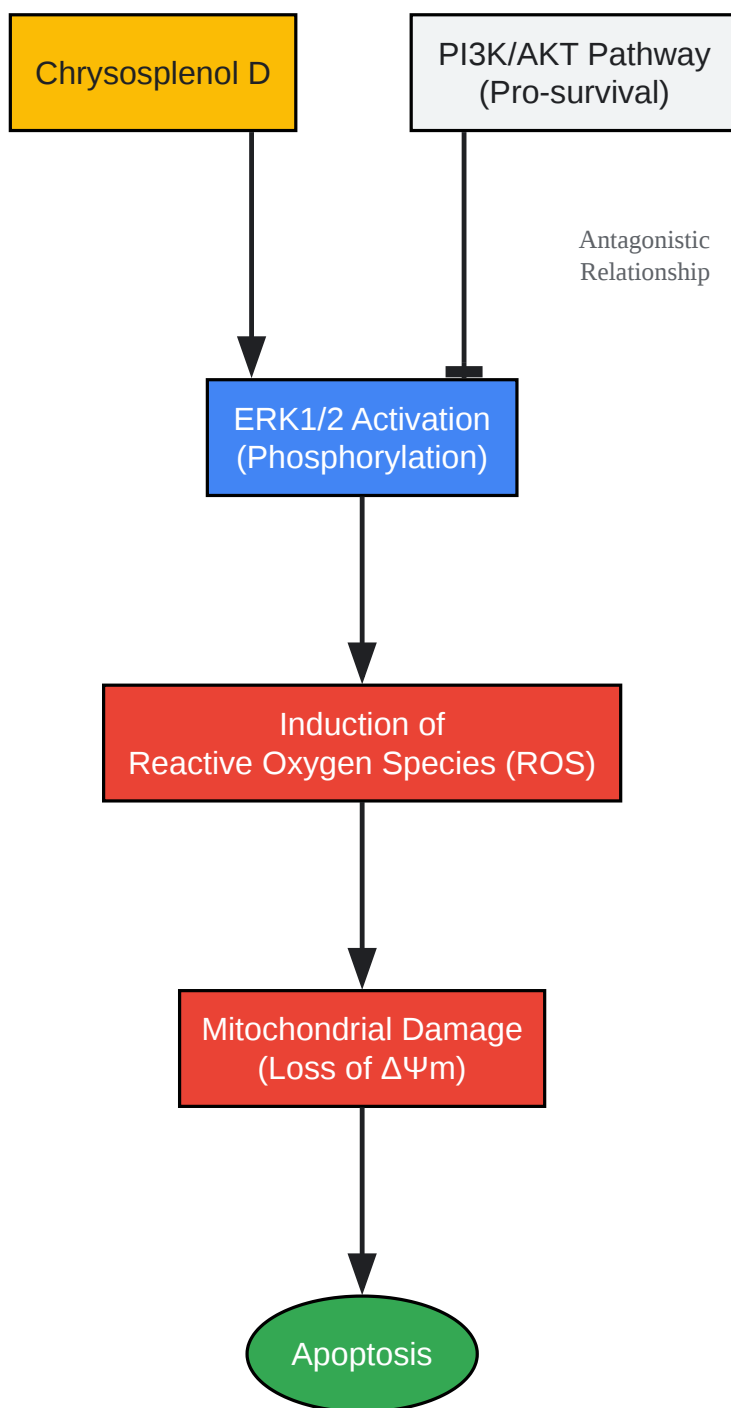 Chrysosplenol D
PI3K/AKT Pathway
(Pro-survival)
Antagonistic
Relationship
ERK1/2 Activation
(Phosphorylation)
Induction of
Reactive Oxygen Species (ROS)
Mitochondrial Damage
(Loss of ΔΨm)
Apoptosis